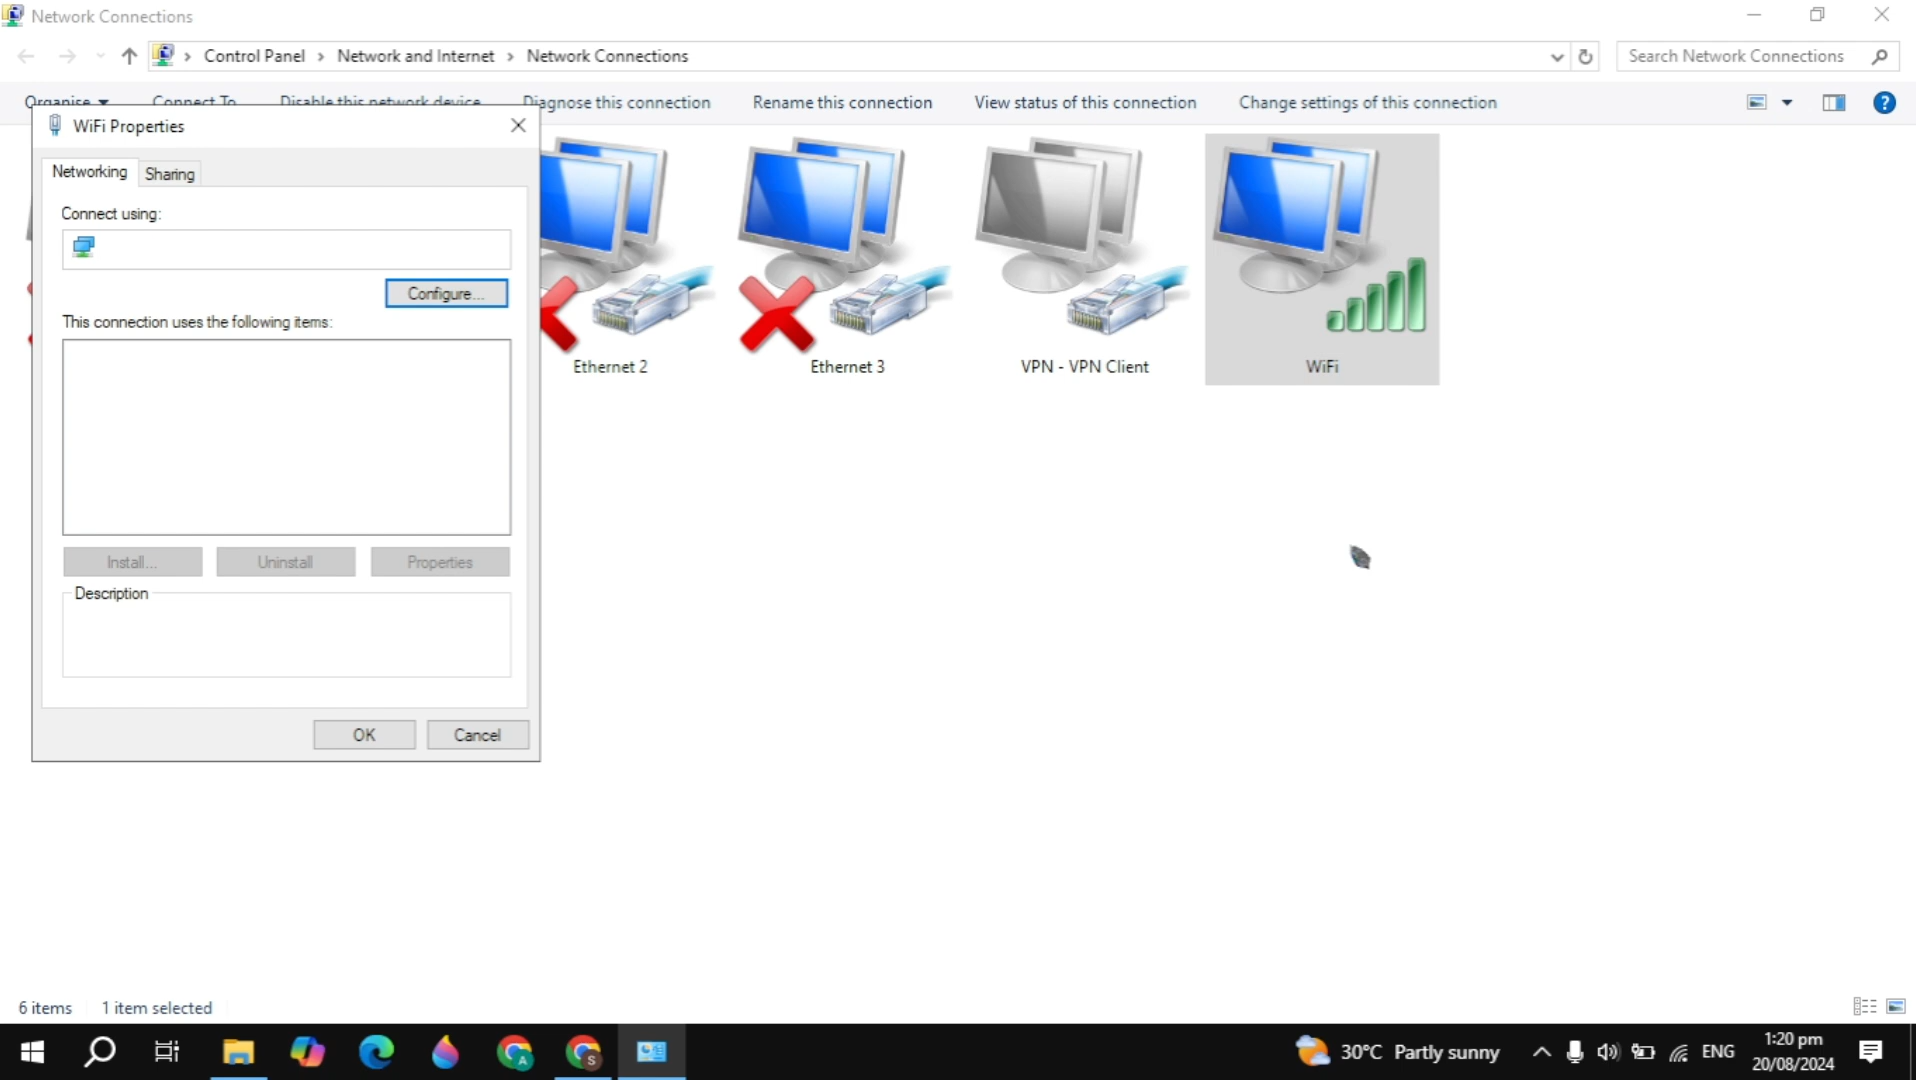 Network Connections
Control Panel > Network and Internet > Network Connections
Search Network Connections
Organise
Connect To
Disable this network device
Diagnose this connection
Rename this connection
View status of this connection
Change settings of this connection
WiFi Properties
Networking
Sharing
Connect using:
Configure...
This connection uses the following items:
Install...
Uninstall
Properties
Description
OK
Cancel
Ethernet 2
Ethernet 3
VPN - VPN Client
WiFi
6 items
1 item selected
30°C Partly sunny
ENG
1:20 pm
20/08/2024
A
S